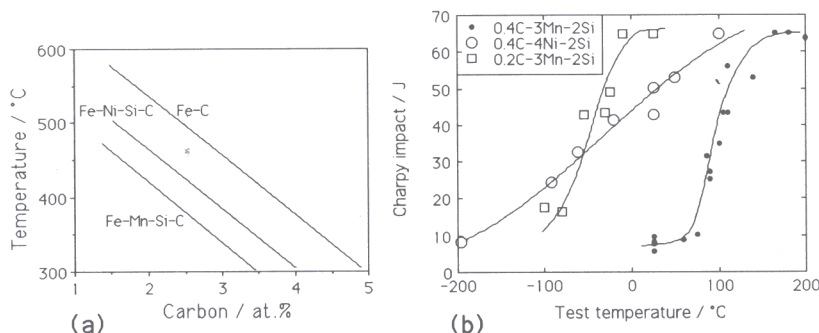 600
500
400
300
1
2
3
4
5
Temperature / °C
Carbon / at.%
Fe-Ni-Si-C
Fe-C
Fe-Mn-Si-C
(a)
70
60
50
40
30
20
10
0
-200
-100
0
100
200
Charpy impact / J
Test temperature / °C
0.4C-3Mn-2Si
0.4C-4Ni-2Si
0.2C-3Mn-2Si
(b)